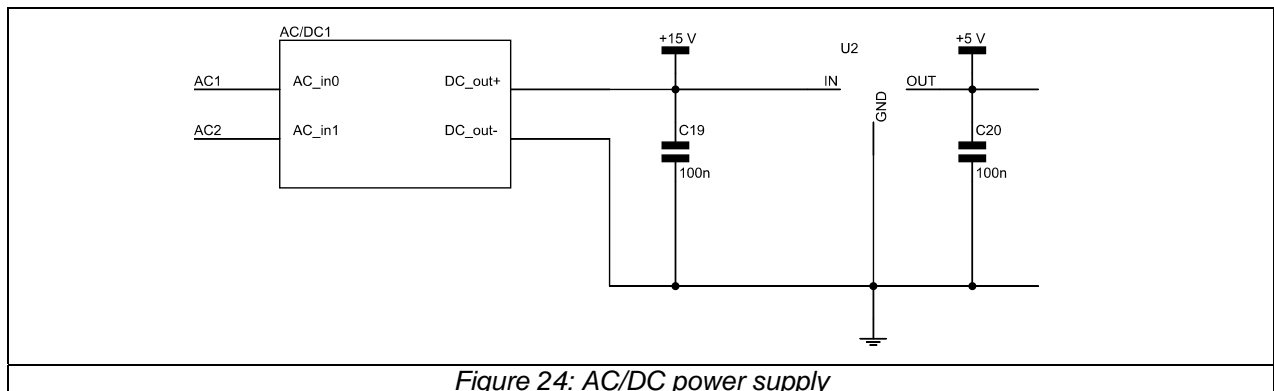 AC/DC1
+15 V
U2
+5 V
AC1
AC_in0
DC_out+
IN
OUT
GND
AC2
AC_in1
DC_out-
C19
C20
100n
100n
Figure 24: AC/DC power supply